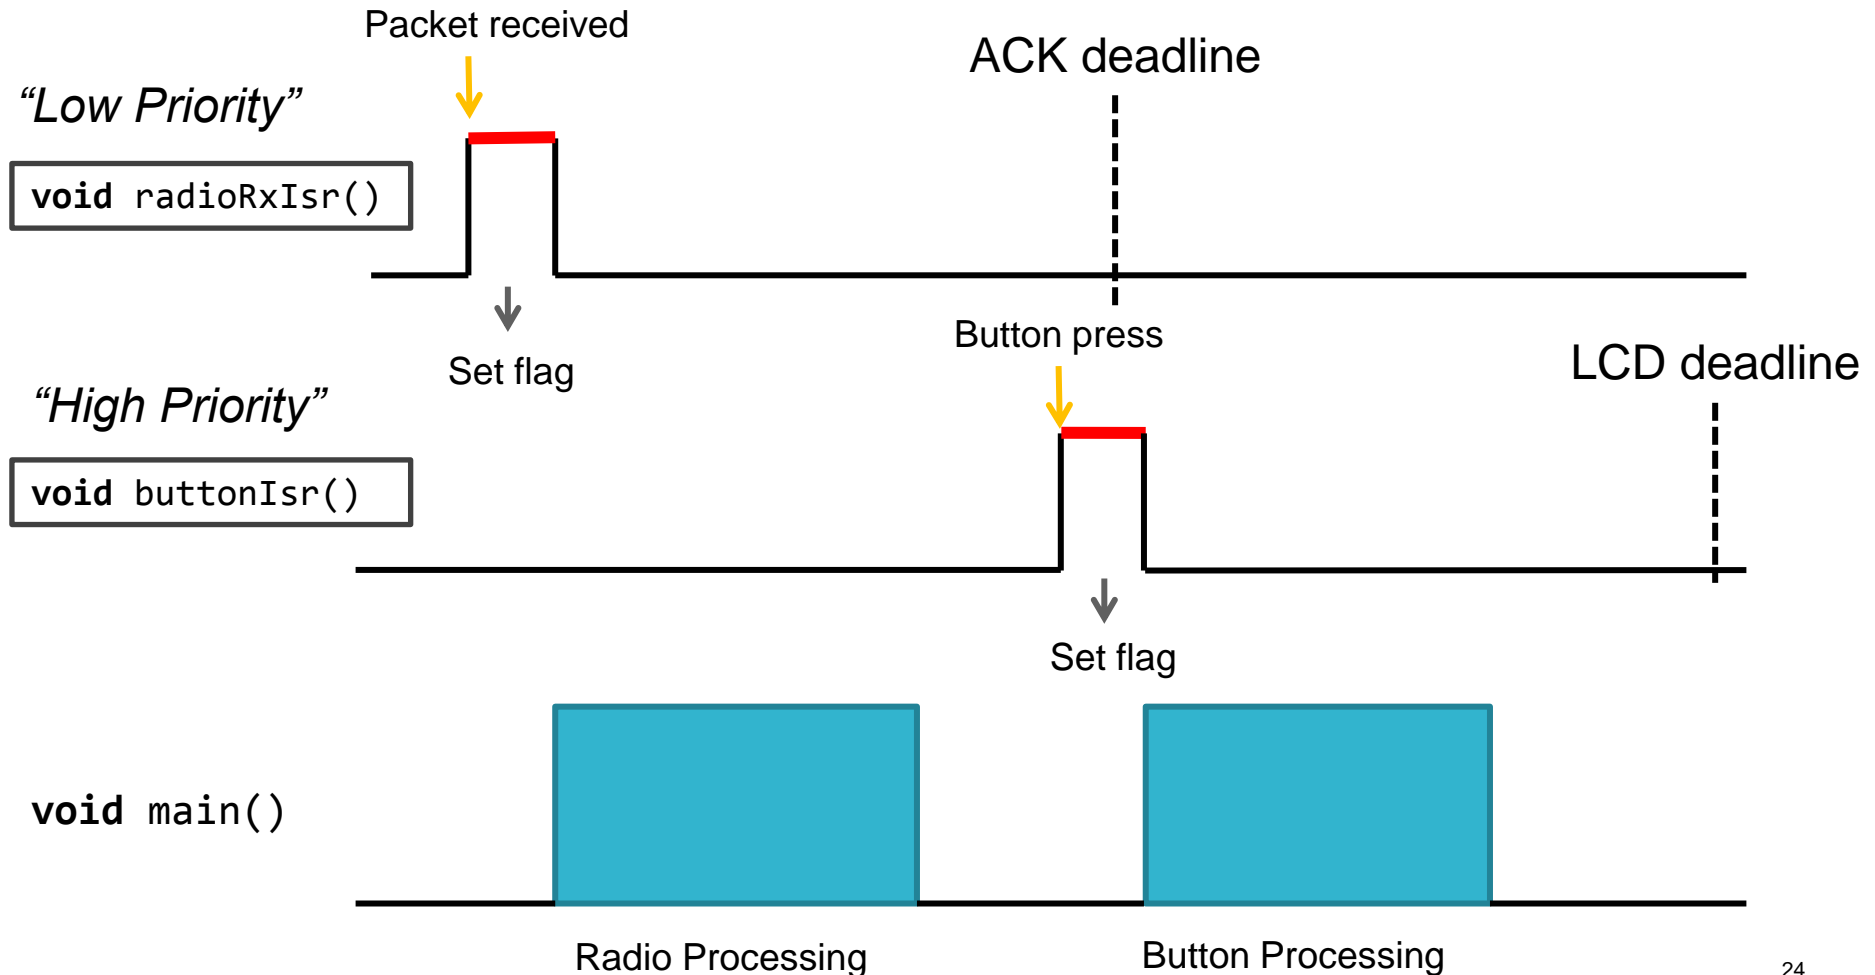 Packet received
ACK deadline
“Low Priority”
void radioRxIsr()
Set flag
Button press
LCD deadline
“High Priority”
void buttonIsr()
Set flag
void main()
Radio Processing
Button Processing
24